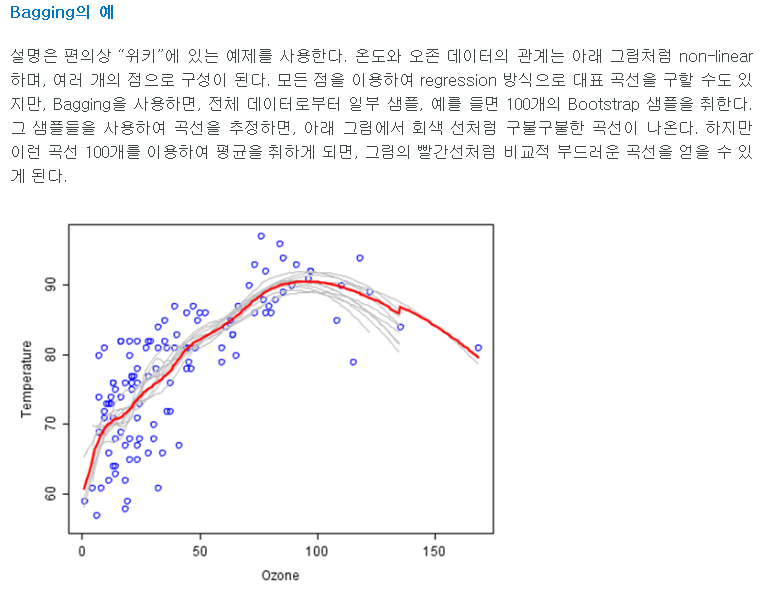 Bagging의 예
설명은 편의상 “위키”에 있는 예제를 사용한다. 온도와 오존 데이터의 관계는 아래 그림처럼 non-linear
하며, 여러 개의 점으로 구성이 된다. 모든 점을 이용하여 regression 방식으로 대표 곡선을 구할 수도 있
지만, Bagging을 사용하면, 전체 데이터로부터 일부 샘플, 예를 들면 100개의 Bootstrap 샘플을 취한다.
그 샘플들을 사용하여 곡선을 추정하면, 아래 그림에서 회색 선처럼 구불구불한 곡선이 나온다. 하지만
이런 곡선 100개를 이용하여 평균을 취하게 되면, 그림의 빨간선처럼 비교적 부드러운 곡선을 얻을 수 있
게 된다.
90
80
70
60
Temperature
0 50 100 150
Ozone